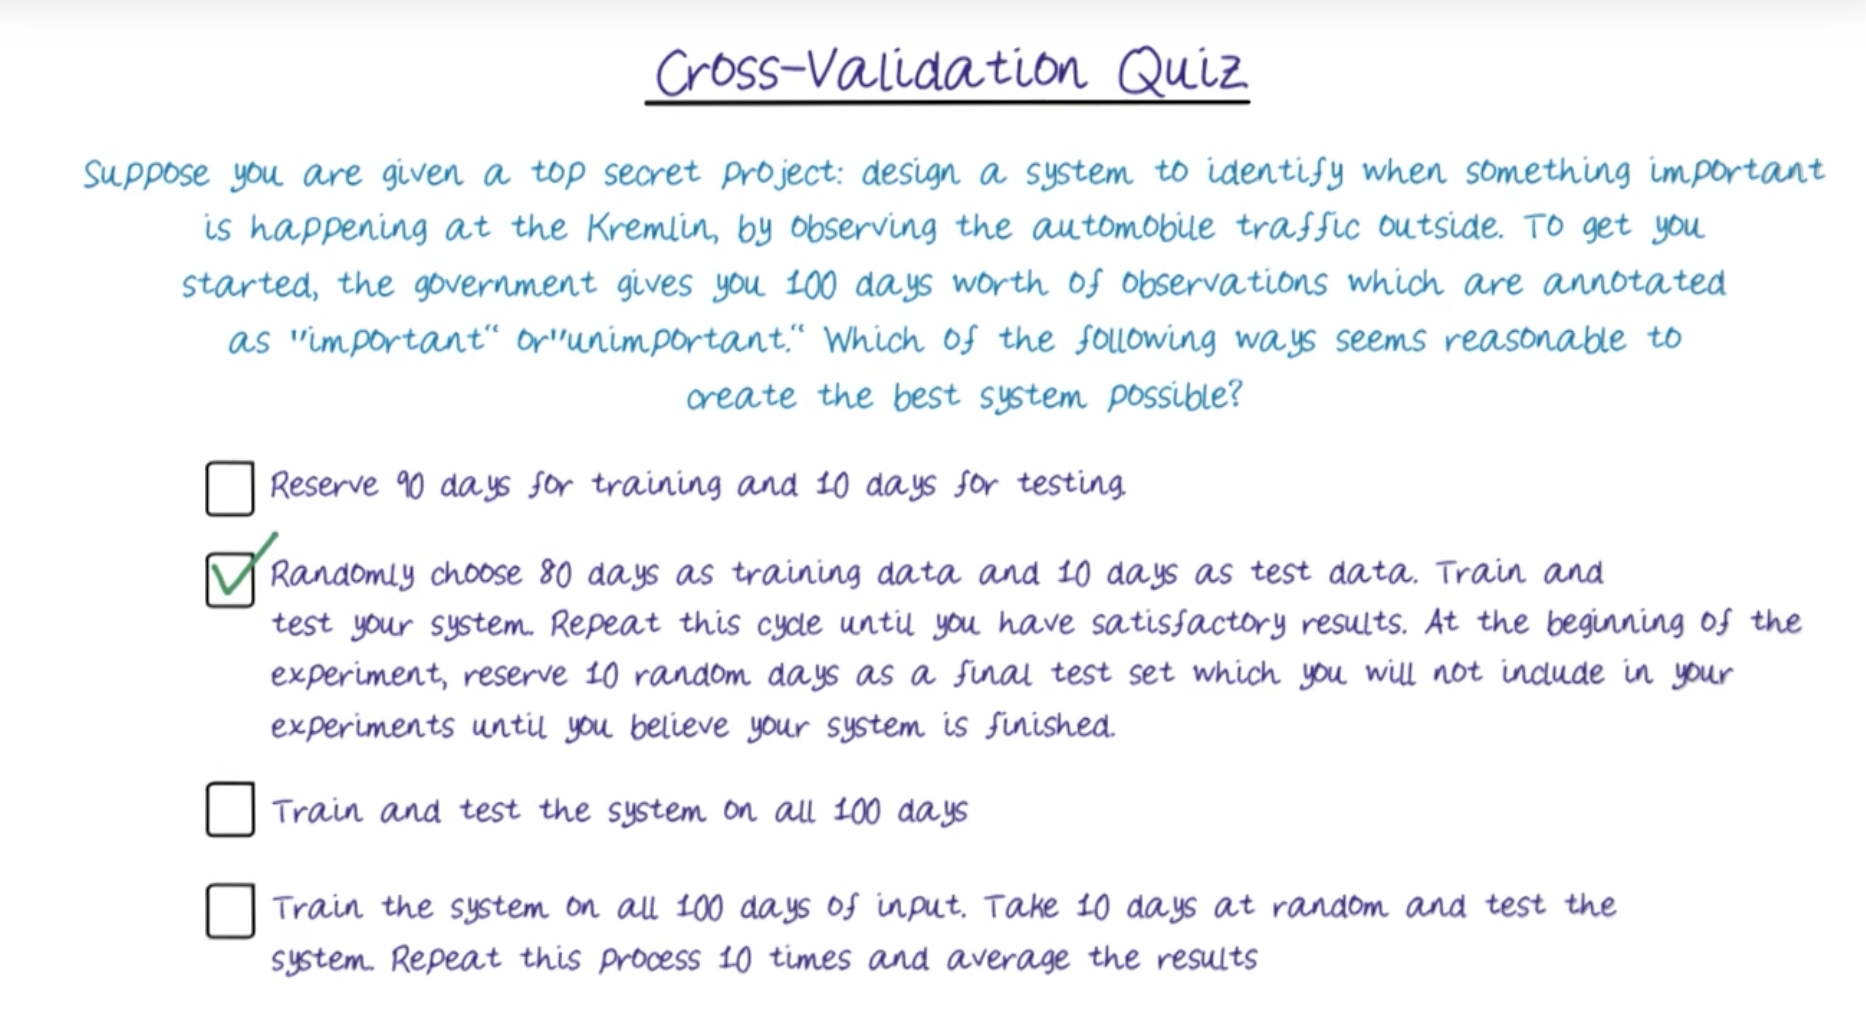 Cross-Validation Quiz
Suppose you are given a top secret project: design a system to identify when something important
is happening at the Kremlin, by observing the automobile traffic outside. To get you
started, the government gives you 100 days worth of observations which are annotated
as "important" or "unimportant." Which of the following ways seems reasonable to
create the best system possible?
Reserve 90 days for training and 10 days for testing
Randomly choose 80 days as training data and 10 days as test data. Train and
test your system. Repeat this cycle until you have satisfactory results. At the beginning of the
experiment, reserve 10 random days as a final test set which you will not include in your
experiments until you believe your system is finished.
Train and test the system on all 100 days
Train the system on all 100 days of input. Take 10 days at random and test the
system. Repeat this process 10 times and average the results